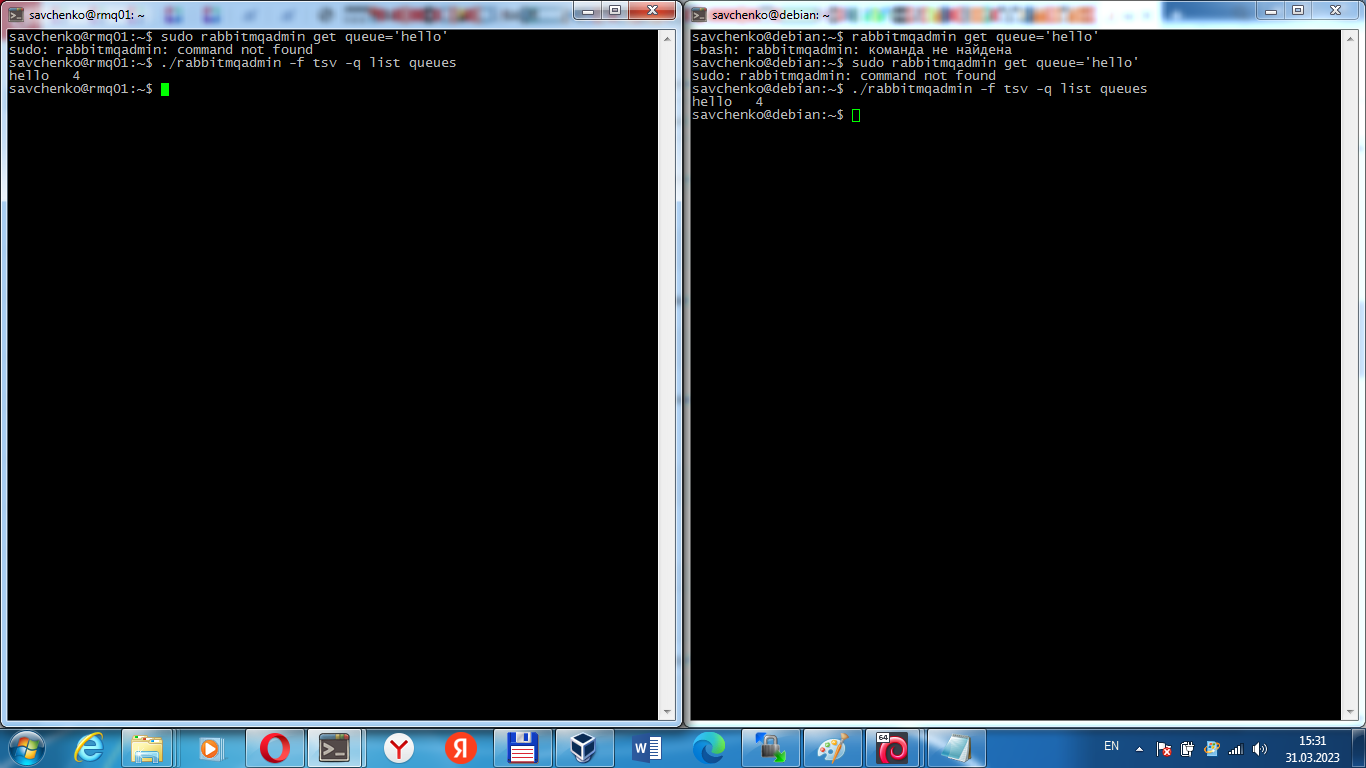 savchenko@rmq01: ~
savchenko@rmq01:~$ sudo rabbitmqadmin get queue='hello'
sudo: rabbitmqadmin: command not found
savchenko@rmq01:~$ ./rabbitmqadmin -f tsv -q list queues
hello   4
savchenko@rmq01:~$
savchenko@debian: ~
savchenko@debian:~$ rabbitmqadmin get queue='hello'
-bash: rabbitmqadmin: команда не найдена
savchenko@debian:~$ sudo rabbitmqadmin get queue='hello'
sudo: rabbitmqadmin: command not found
savchenko@debian:~$ ./rabbitmqadmin -f tsv -q list queues
hello   4
savchenko@debian:~$
64
EN
15:31
31.03.2023